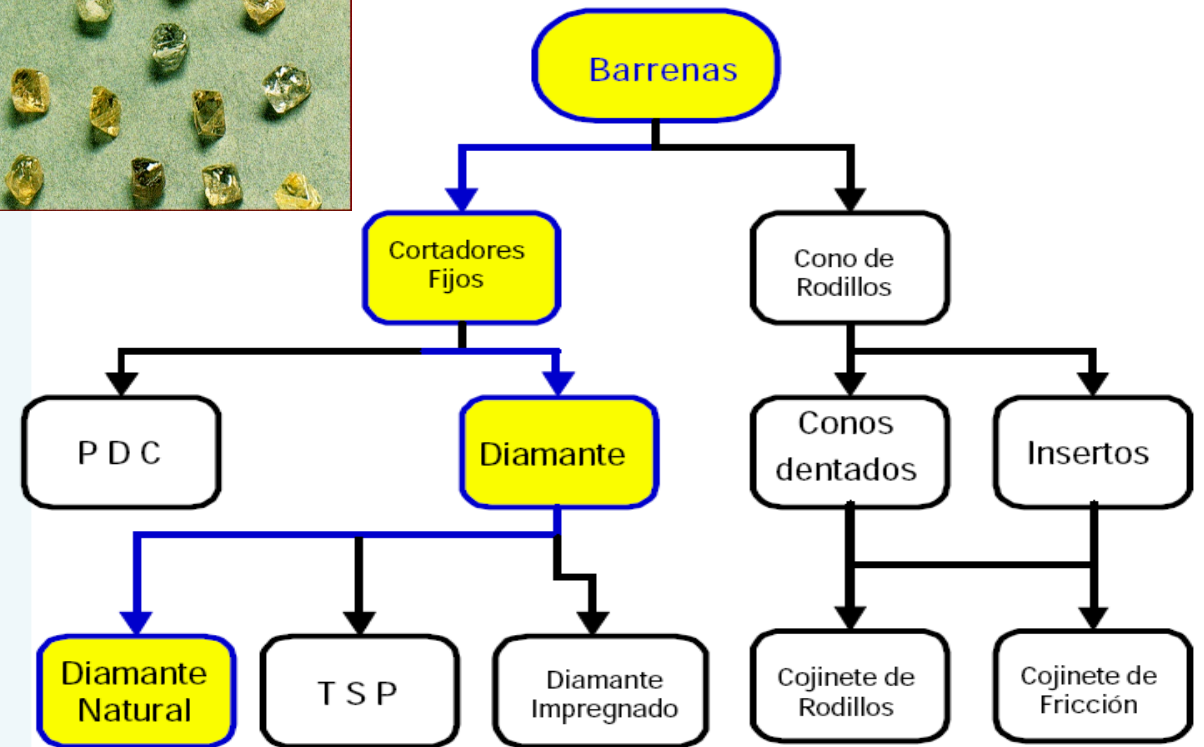 Barrenas
Cortadores
Fijos
Cono de
Rodillos
P D C
Diamante
Conos
dentados
Insertos
Diamante
Natural
T S P
Diamante
Impregnado
Cojinete de
Rodillos
Cojinete de
Fricción